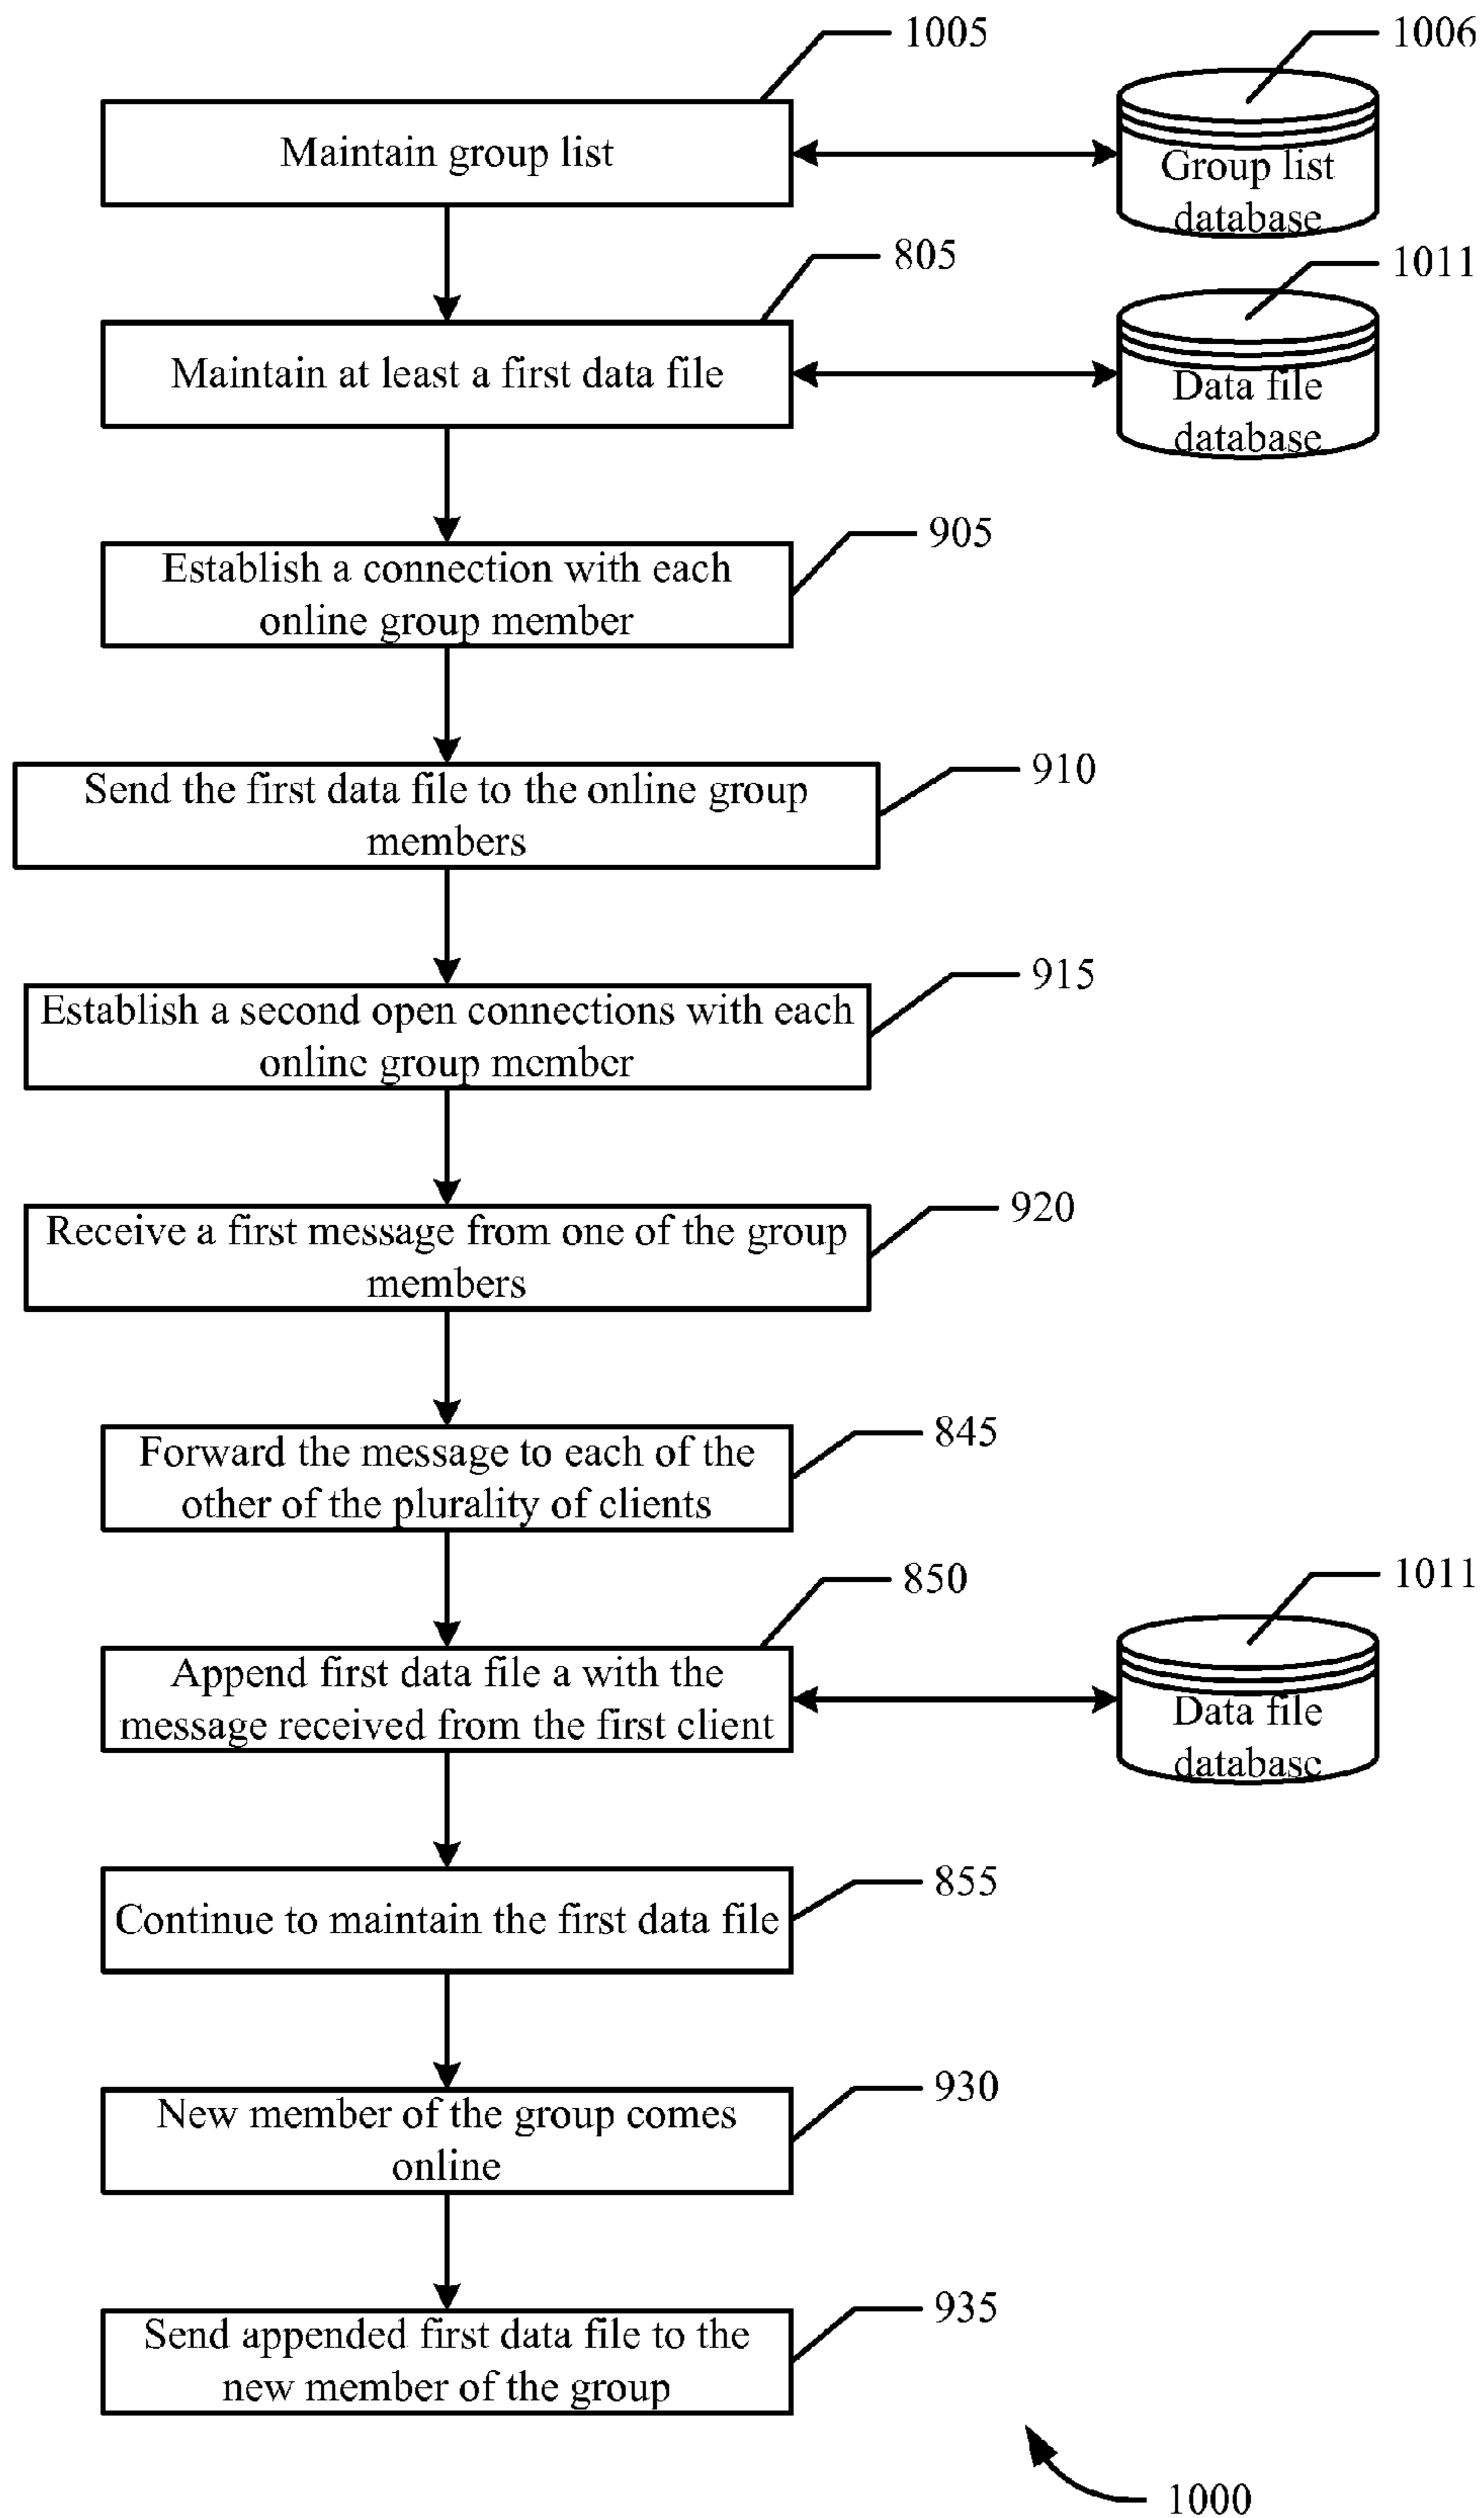 1005
1006
Maintain group list
Group list
database
805
1011
Maintain at least a first data file
Data file
database
905
Establish a connection with each
online group member
910
Send the first data file to the online group
members
915
Establish a second open connections with each
online group member
920
Receive a first message from one of the group
members
845
Forward the message to each of the
other of the plurality of clients
850
1011
Append first data file a with the
message received from the first client
Data file
database
855
Continue to maintain the first data file
930
New member of the group comes
online
935
Send appended first data file to the
new member of the group
1000